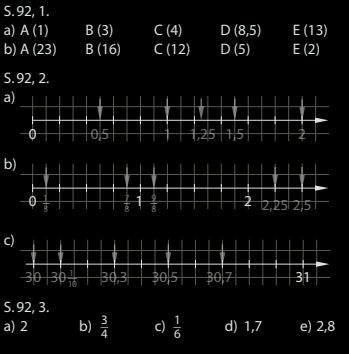 S.92, 1.
a) A (1) B (3) C (4) D (8,5) E (13)
b) A (23) B (16) C (12) D (5) E (2)
S.92, 2.
a)
0 0,5 1 1,25 1,5 2
b)
0 1/8 7/8 1 9/8 2 2,25 2,5
c)
30 30 1/10 30,3 30,5 30,7 31
S.92, 3.
a) 2 b) 3/4 c) 1/6 d) 1,7 e) 2,8